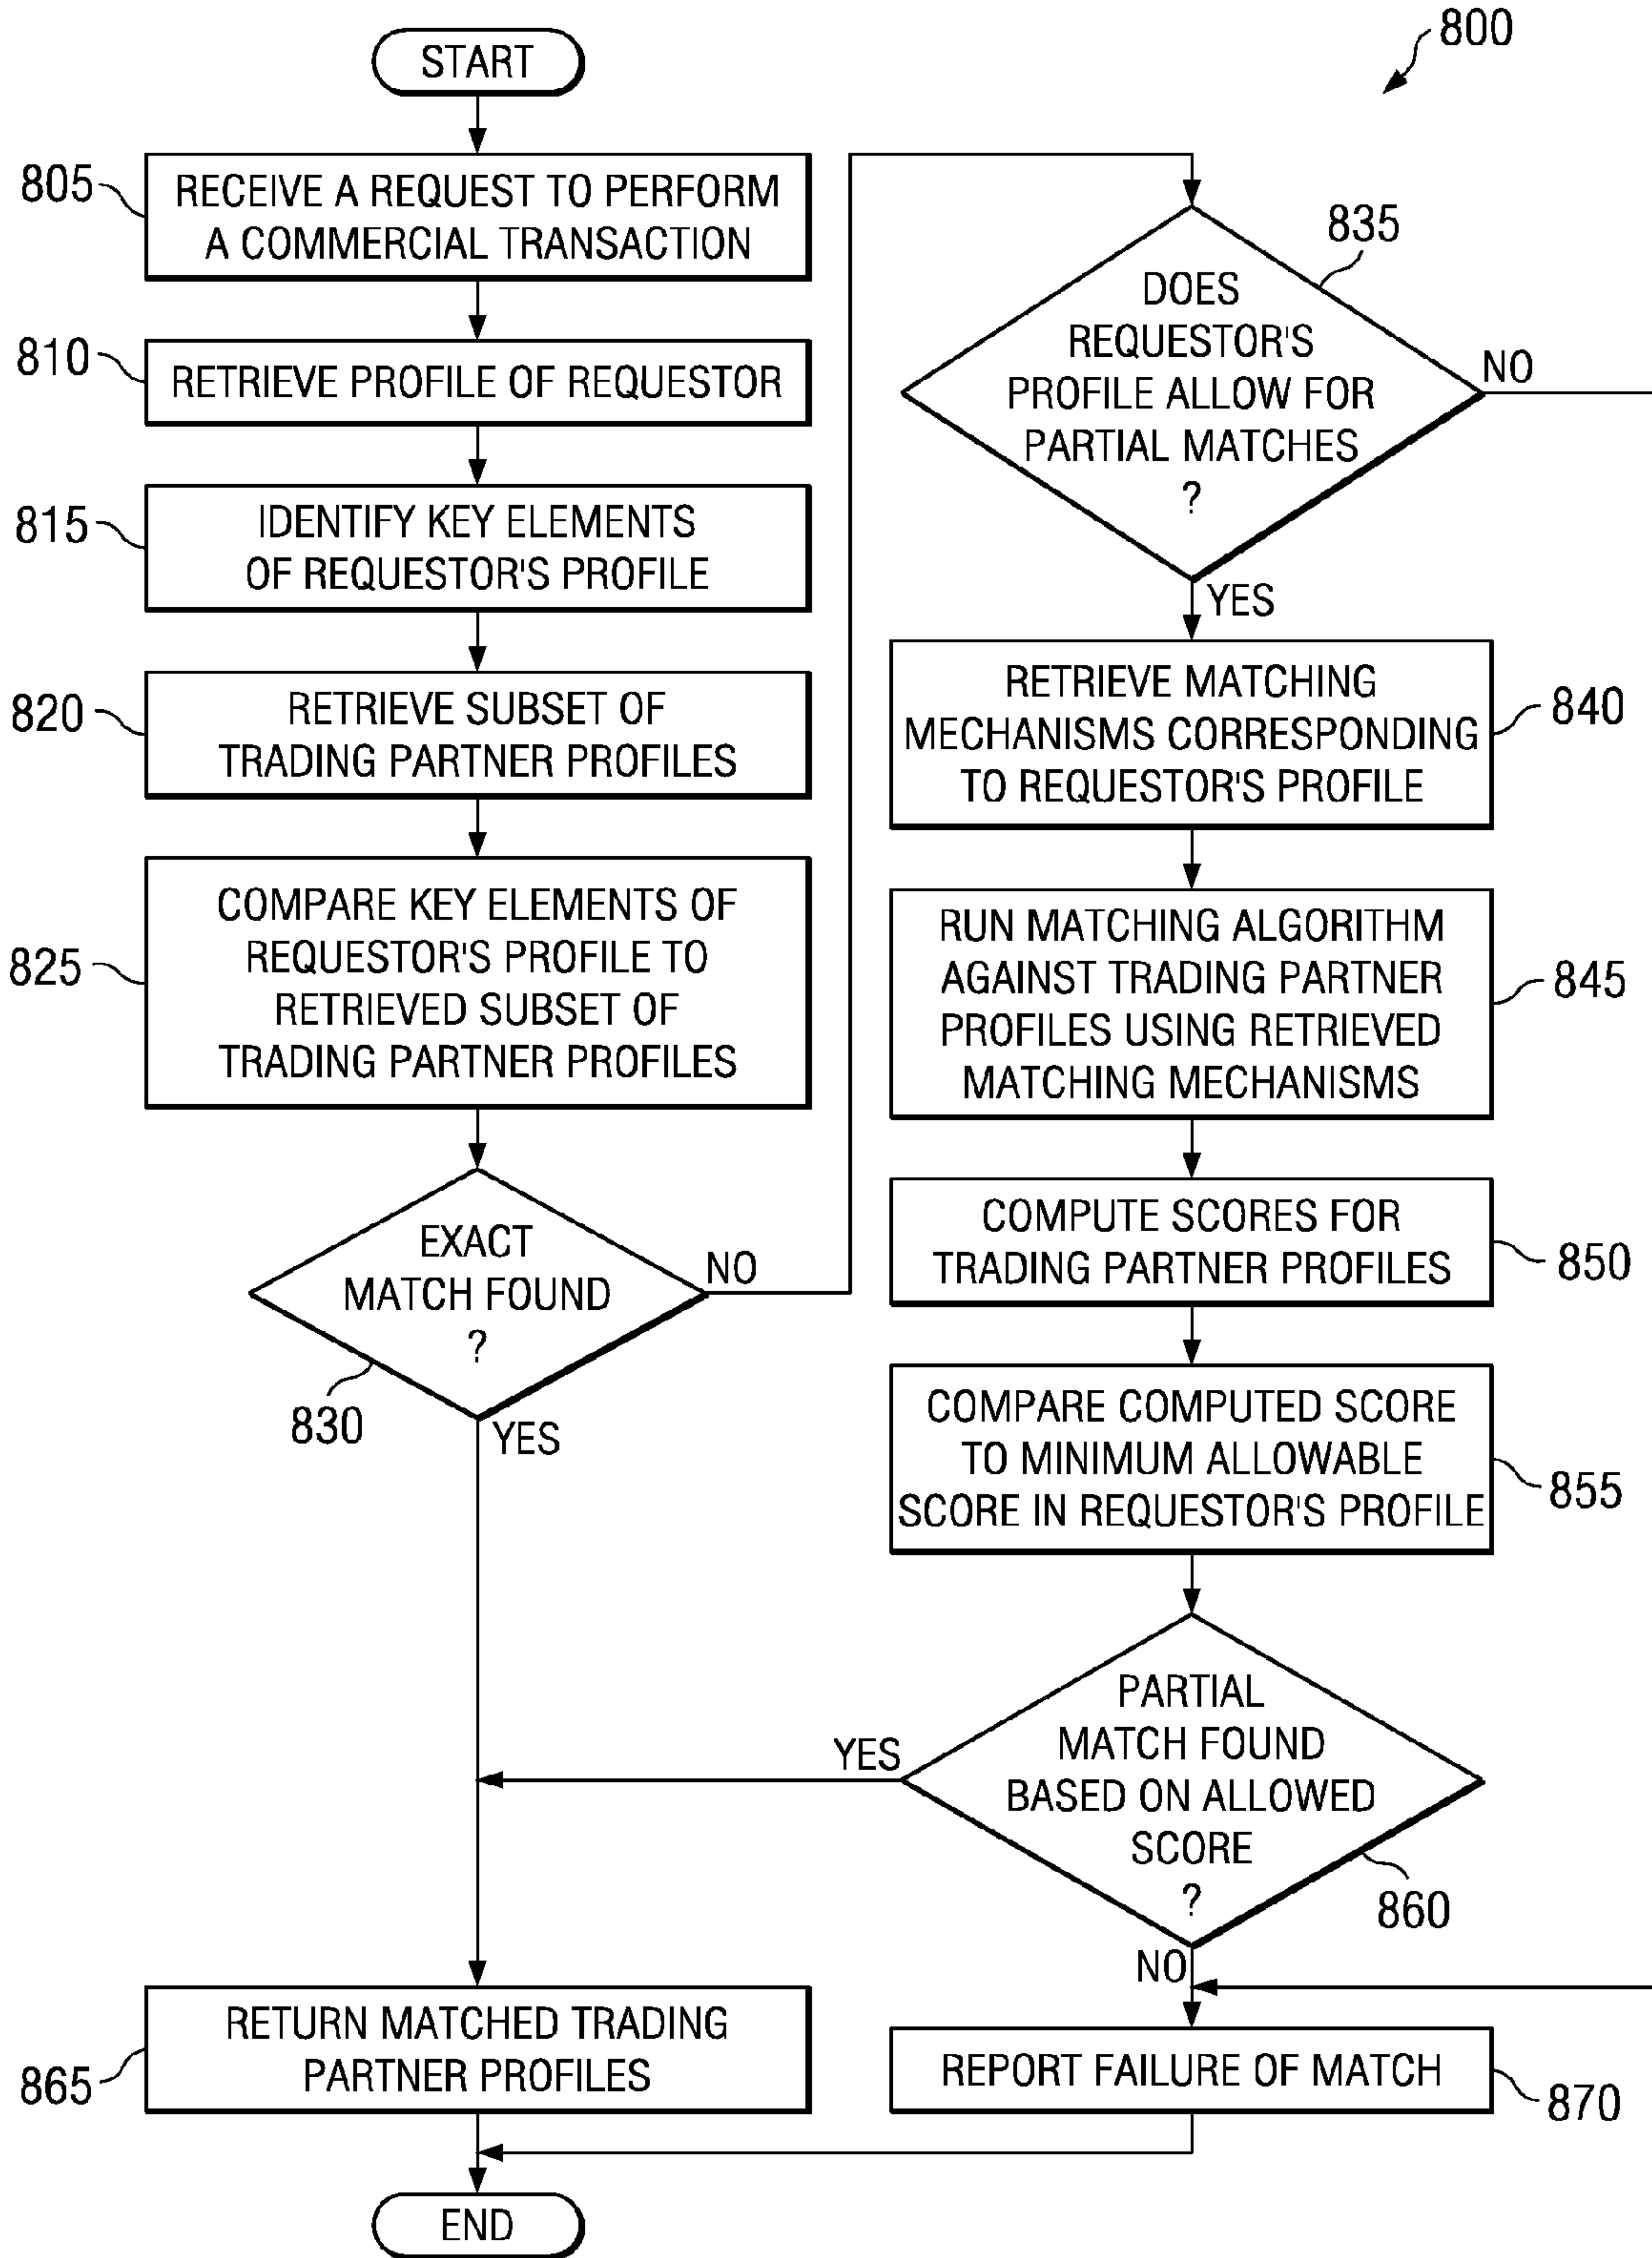 800
START
805
RECEIVE A REQUEST TO PERFORM
A COMMERCIAL TRANSACTION
810
RETRIEVE PROFILE OF REQUESTOR
815
IDENTIFY KEY ELEMENTS
OF REQUESTOR'S PROFILE
820
RETRIEVE SUBSET OF
TRADING PARTNER PROFILES
825
COMPARE KEY ELEMENTS OF
REQUESTOR'S PROFILE TO
RETRIEVED SUBSET OF
TRADING PARTNER PROFILES
EXACT
MATCH FOUND
?
830
NO
YES
835
DOES
REQUESTOR'S
PROFILE ALLOW FOR
PARTIAL MATCHES
?
NO
YES
RETRIEVE MATCHING
MECHANISMS CORRESPONDING
TO REQUESTOR'S PROFILE
840
RUN MATCHING ALGORITHM
AGAINST TRADING PARTNER
PROFILES USING RETRIEVED
MATCHING MECHANISMS
845
COMPUTE SCORES FOR
TRADING PARTNER PROFILES
850
COMPARE COMPUTED SCORE
TO MINIMUM ALLOWABLE
SCORE IN REQUESTOR'S PROFILE
855
PARTIAL
MATCH FOUND
BASED ON ALLOWED
SCORE
?
860
YES
NO
RETURN MATCHED TRADING
PARTNER PROFILES
865
REPORT FAILURE OF MATCH
870
END